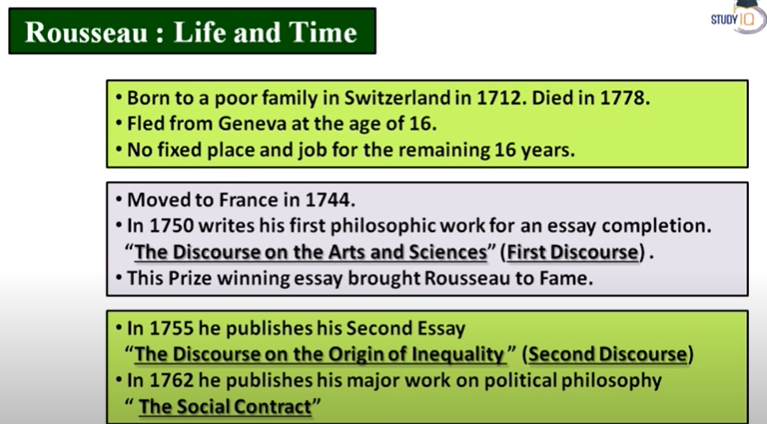 Rousseau : Life and Time
STUDY IQ
• Born to a poor family in Switzerland in 1712. Died in 1778.
• Fled from Geneva at the age of 16.
• No fixed place and job for the remaining 16 years.
• Moved to France in 1744.
• In 1750 writes his first philosophic work for an essay completion.
“The Discourse on the Arts and Sciences” (First Discourse) .
• This Prize winning essay brought Rousseau to Fame.
• In 1755 he publishes his Second Essay
“The Discourse on the Origin of Inequality ” (Second Discourse)
• In 1762 he publishes his major work on political philosophy
“ The Social Contract”